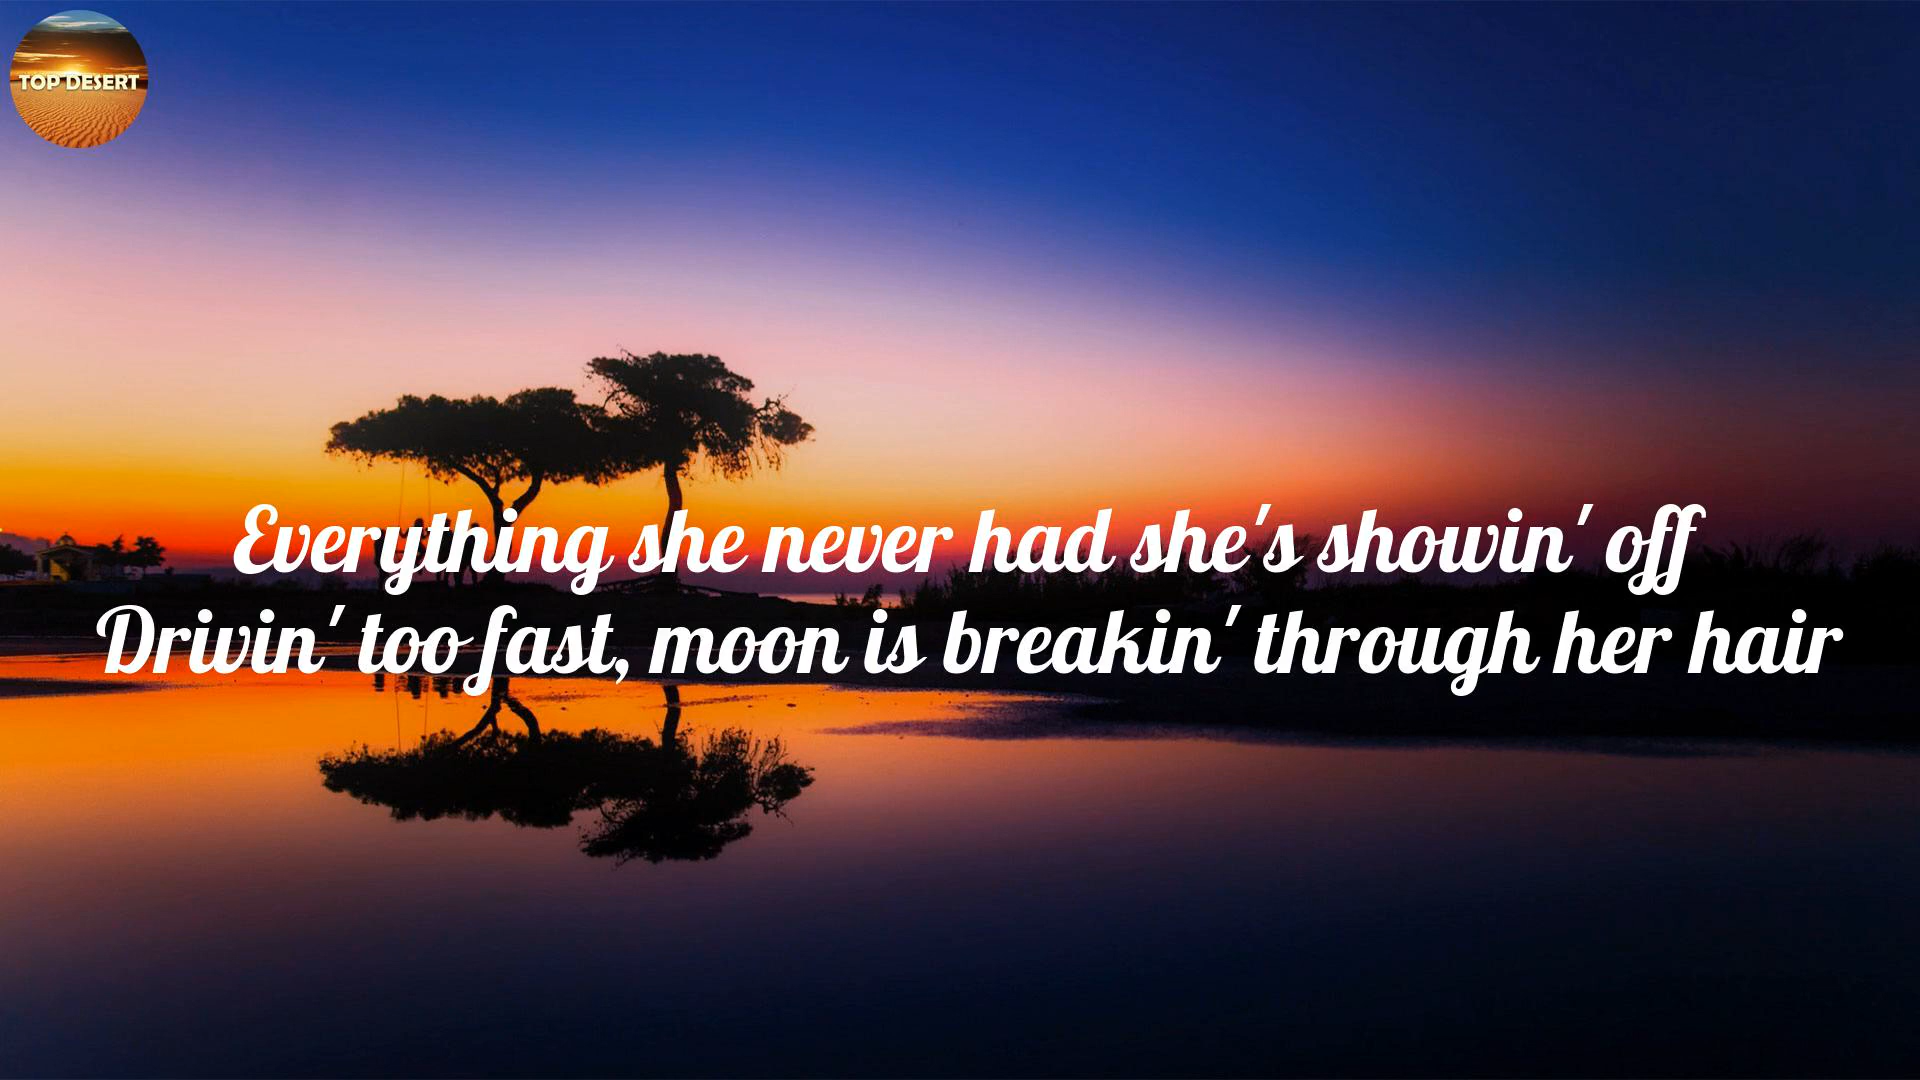 TOP DESERT
Everything she never had she's showin' off
Drivin' too fast, moon is breakin' through her hair